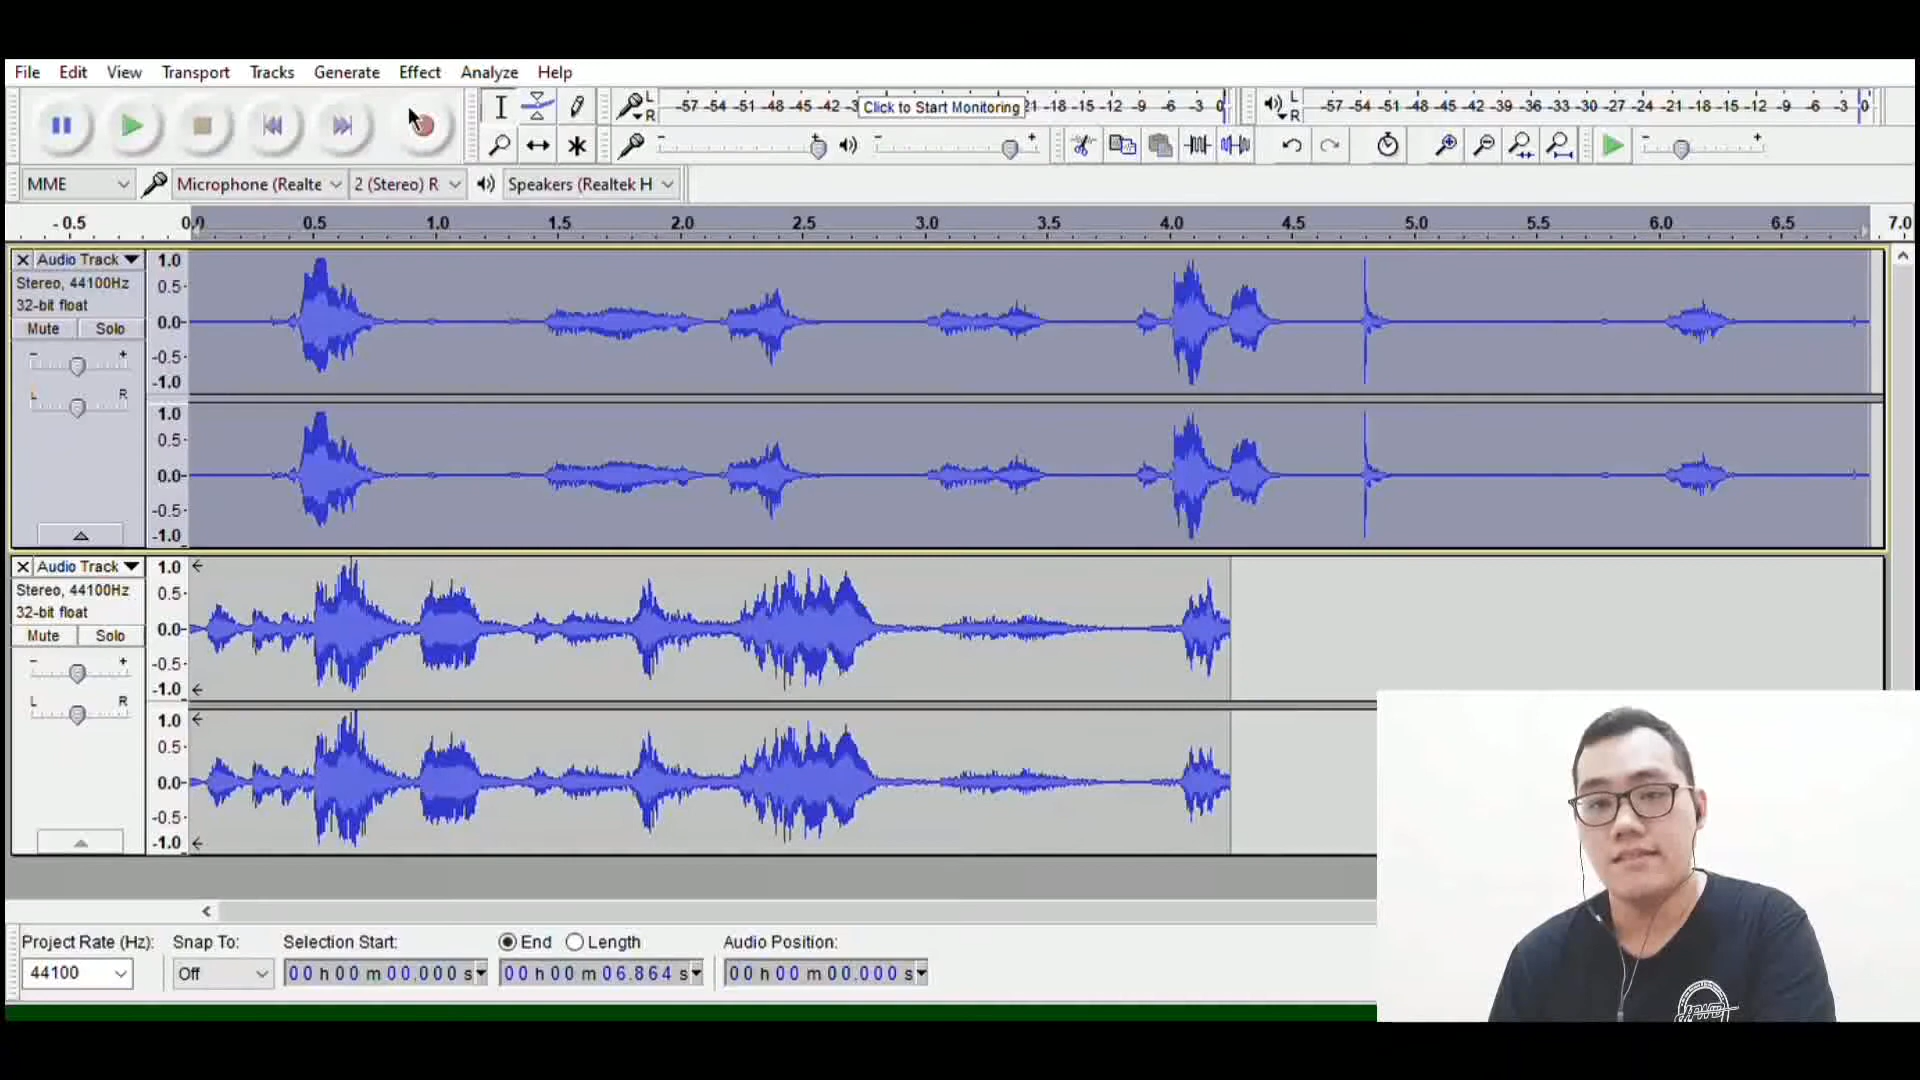 File Edit View Transport Tracks Generate Effect Analyze Help
L R -57 -54 -51 -48 -45 -42 -3 Click to Start Monitoring 21 -18 -15 -12 -9 -6 -3 0 L R -57 -54 -51 -48 -45 -42 -39 -36 -33 -30 -27 -24 -21 -18 -15 -12 -9 -6 -3 0
MME Microphone (Realte 2 (Stereo) R Speakers (Realtek H
-0.5 0.0 0.5 1.0 1.5 2.0 2.5 3.0 3.5 4.0 4.5 5.0 5.5 6.0 6.5 7.0
Audio Track 1.0
Stereo, 44100Hz 0.5
32-bit float
Mute Solo 0.0
- + -0.5
L R -1.0
1.0
0.5
0.0
-0.5
-1.0
Audio Track 1.0
Stereo, 44100Hz 0.5
32-bit float
Mute Solo 0.0
- + -0.5
L R -1.0
1.0
0.5
0.0
-0.5
-1.0
Project Rate (Hz): Snap To: Selection Start: End Length Audio Position:
44100 Off 00 h 00 m 00.000 s 00 h 00 m 06.864 s 00 h 00 m 00.000 s